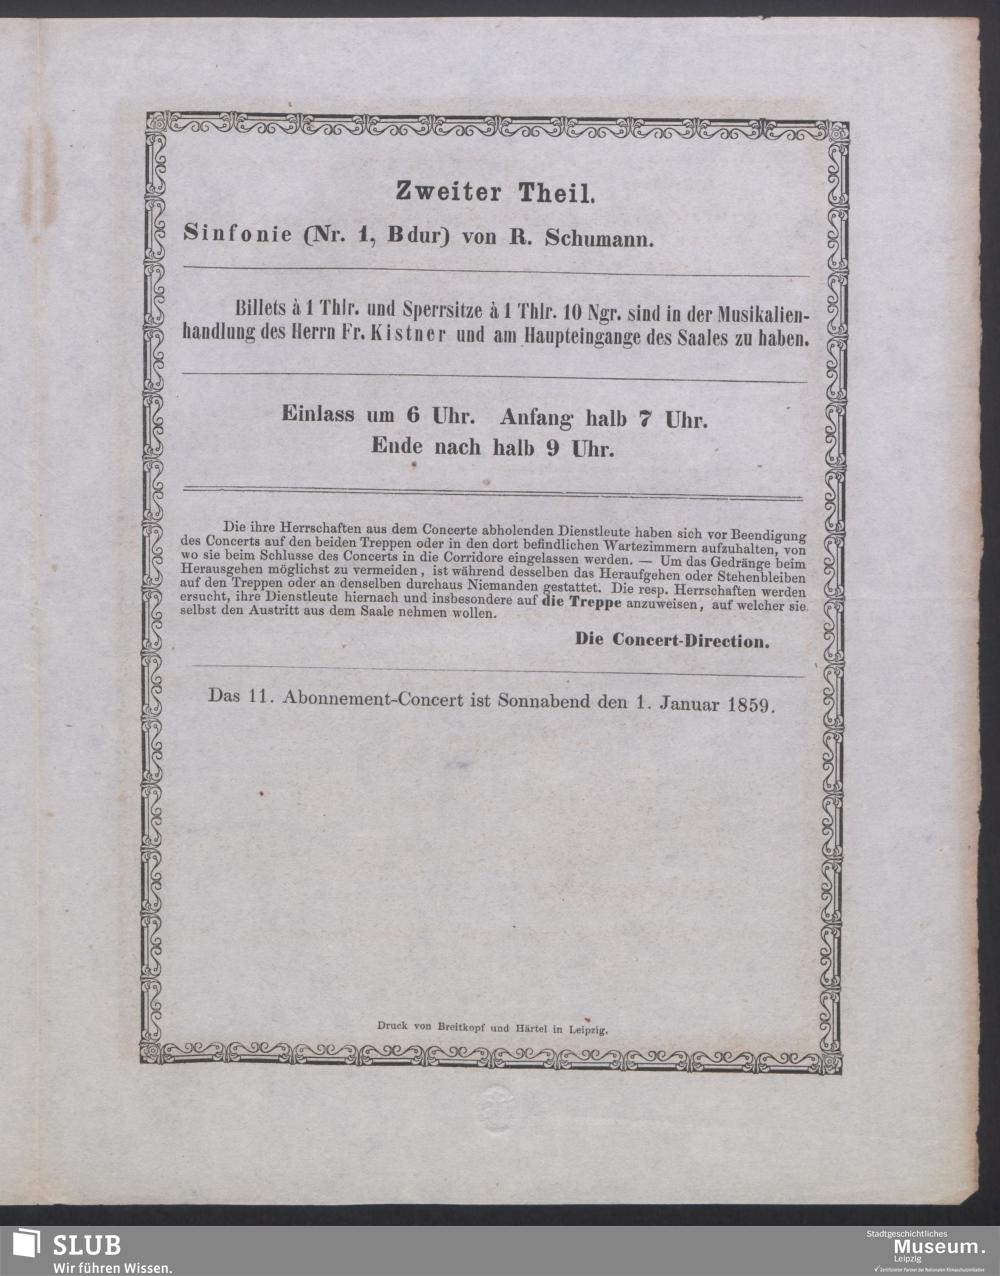 Zweiter Theil.
Sinfonie (Nr. 1, B dur) von R. Schumann.
Billets à 1 Thlr. und Sperrsitze à 1 Thlr. 10 Ngr. sind in der Musikalien-
handlung des Herrn Fr. Kistner und am Haupteingange des Saales zu haben.
Einlass um 6 Uhr. Anfang halb 7 Uhr.
Ende nach halb 9 Uhr.
Die ihre Herrschaften aus dem Concerte abholenden Dienstleute haben sich vor Beendigung
des Concerts auf den beiden Treppen oder in den dort befindlichen Wartezimmern aufzuhalten, von
wo sie beim Schlusse des Concerts in die Corridore eingelassen werden. — Um das Gedränge beim
Herausgehen möglichst zu vermeiden, ist während desselben das Heraufgehen oder Stehenbleiben
auf den Treppen oder an denselben durchaus Niemanden gestattet. Die resp. Herrschaften werden
ersucht, ihre Dienstleute hiernach und insbesondere auf die Treppe anzuweisen, auf welcher sie
selbst den Austritt aus dem Saale nehmen wollen.
Die Concert-Direction.
Das 11. Abonnement-Concert ist Sonnabend den 1. Januar 1859.
Druck von Breitkopf und Härtel in Leipzig.
SLUB
Wir führen Wissen.
Stadtgeschichtliches
Museum.
Leipzig
Zertifizierter Partner der Nationalen Klimaschutzinitiative